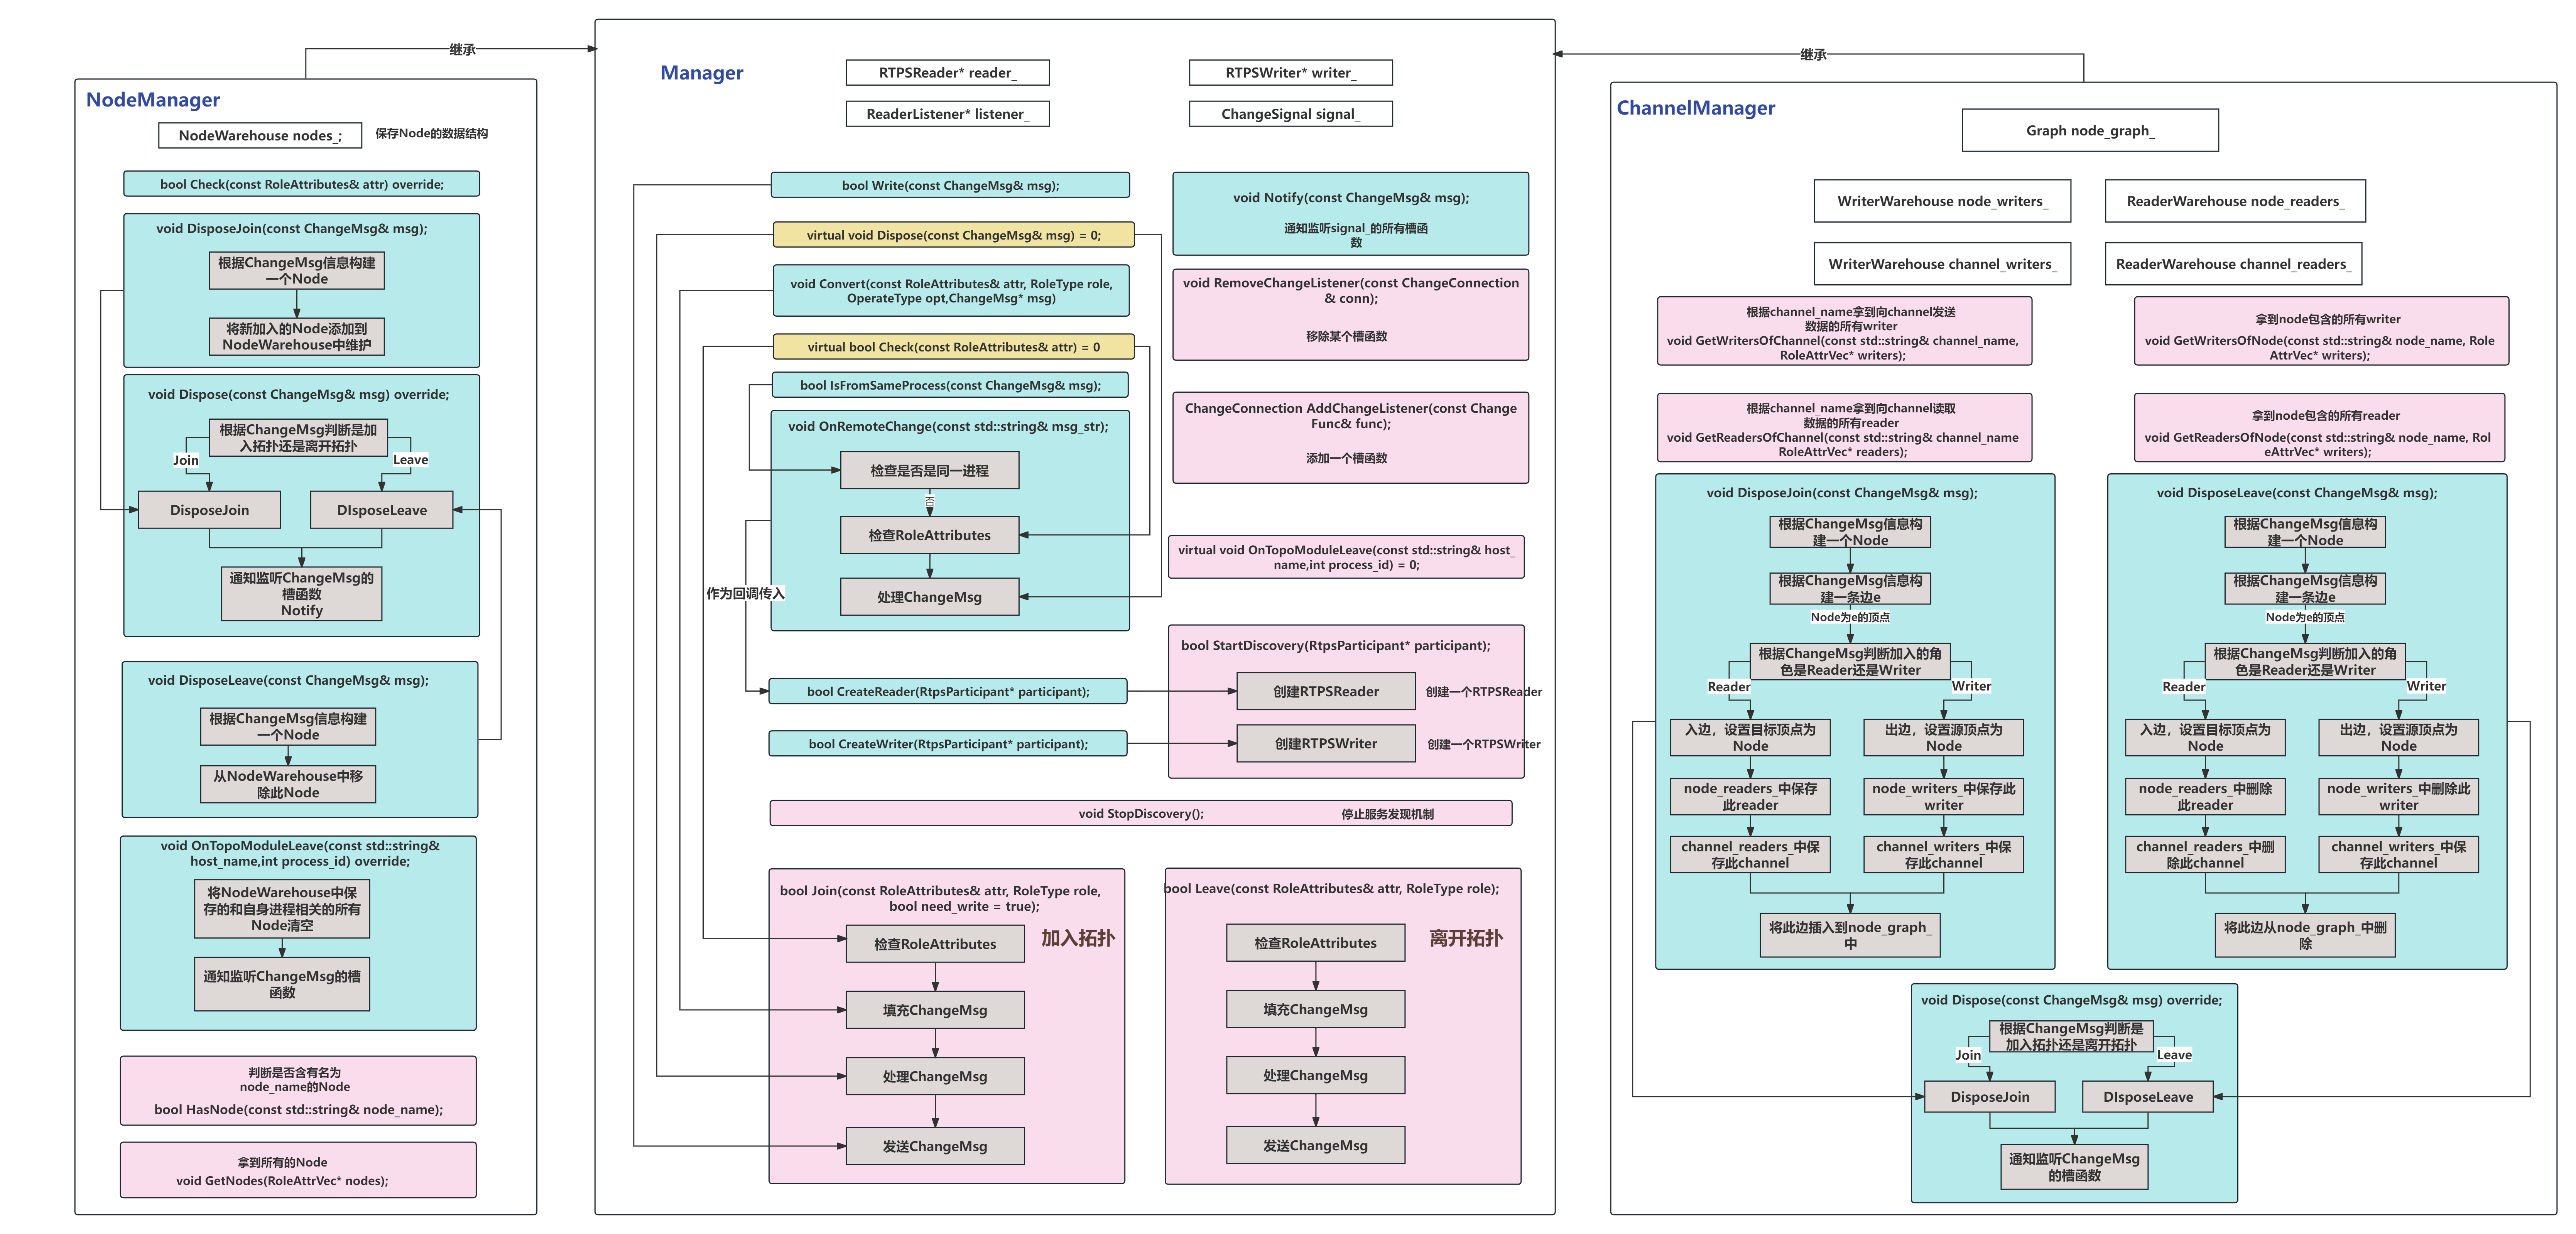 继承
NodeManager
NodeWarehouse nodes_;
保存Node的数据结构
bool Check(const RoleAttributes& attr) override;
void DisposeJoin(const ChangeMsg& msg);
根据ChangeMsg信息构建
一个Node
将新加入的Node添加到
NodeWarehouse中维护
void Dispose(const ChangeMsg& msg) override;
根据ChangeMsg判断是加
入拓扑还是离开拓扑
Join
Leave
DisposeJoin
DIsposeLeave
通知监听ChangeMsg的
槽函数
Notify
void DisposeLeave(const ChangeMsg& msg);
根据ChangeMsg信息构建
一个Node
从NodeWarehouse中移
除此Node
void OnTopoModuleLeave(const std::string&
host_name,int process_id) override;
将NodeWarehouse中保
存的和自身进程相关的所有
Node清空
通知监听ChangeMsg的槽
函数
判断是否含有名为
node_name的Node
bool HasNode(const std::string& node_name);
拿到所有的Node
void GetNodes(RoleAttrVec* nodes);
Manager
RTPSReader* reader_
RTPSWriter* writer_
ReaderListener* listener_
ChangeSignal signal_
bool Write(const ChangeMsg& msg);
virtual void Dispose(const ChangeMsg& msg) = 0;
void Convert(const RoleAttributes& attr, RoleType role,
OperateType opt,ChangeMsg* msg)
virtual bool Check(const RoleAttributes& attr) = 0
bool IsFromSameProcess(const ChangeMsg& msg);
void OnRemoteChange(const std::string& msg_str);
检查是否是同一进程
否
检查RoleAttributes
处理ChangeMsg
作为回调传入
bool CreateReader(RtpsParticipant* participant);
bool CreateWriter(RtpsParticipant* participant);
void Notify(const ChangeMsg& msg);
通知监听signal_的所有槽函
数
void RemoveChangeListener(const ChangeConnection
& conn);
移除某个槽函数
ChangeConnection AddChangeListener(const Change
Func& func);
添加一个槽函数
virtual void OnTopoModuleLeave(const std::string& host_
name,int process_id) = 0;
bool StartDiscovery(RtpsParticipant* participant);
创建RTPSReader
创建一个RTPSReader
创建RTPSWriter
创建一个RTPSWriter
void StopDiscovery();
停止服务发现机制
bool Join(const RoleAttributes& attr, RoleType role,
bool need_write = true);
检查RoleAttributes
加入拓扑
填充ChangeMsg
处理ChangeMsg
发送ChangeMsg
bool Leave(const RoleAttributes& attr, RoleType role);
检查RoleAttributes
离开拓扑
填充ChangeMsg
处理ChangeMsg
发送ChangeMsg
继承
ChannelManager
Graph node_graph_
WriterWarehouse node_writers_
ReaderWarehouse node_readers_
WriterWarehouse channel_writers_
ReaderWarehouse channel_readers_
根据channel_name拿到向channel发送
数据的所有writer
void GetWritersOfChannel(const std::string& channel_name,
RoleAttrVec* writers);
拿到node包含的所有writer
void GetWritersOfNode(const std::string& node_name, Role
AttrVec* writers);
根据channel_name拿到向channel读取
数据的所有reader
void GetReadersOfChannel(const std::string& channel_name
RoleAttrVec* readers);
拿到node包含的所有reader
void GetReadersOfNode(const std::string& node_name, Rol
eAttrVec* writers);
void DisposeJoin(const ChangeMsg& msg);
根据ChangeMsg信息构
建一个Node
根据ChangeMsg信息构
建一条边e
Node为e的顶点
根据ChangeMsg判断加入的角
色是Reader还是Writer
Reader
Writer
入边，设置目标顶点为
Node
出边，设置源顶点为
Node
node_readers_中保存
此reader
node_writers_中保存此
writer
channel_readers_中保
存此channel
channel_writers_中保
存此channel
将此边插入到node_graph_
中
void DisposeLeave(const ChangeMsg& msg);
根据ChangeMsg信息构
建一个Node
根据ChangeMsg信息构
建一条边e
Node为e的顶点
根据ChangeMsg判断加入的角
色是Reader还是Writer
Reader
Writer
入边，设置目标顶点为
Node
出边，设置源顶点为
Node
node_readers_中删除
此reader
node_writers_中删除此
writer
channel_readers_中删
除此channel
channel_writers_中保
存此channel
将此边从node_graph_中删
除
void Dispose(const ChangeMsg& msg) override;
根据ChangeMsg判断是
加入拓扑还是离开拓扑
Join
Leave
DisposeJoin
DIsposeLeave
通知监听ChangeMsg
的槽函数